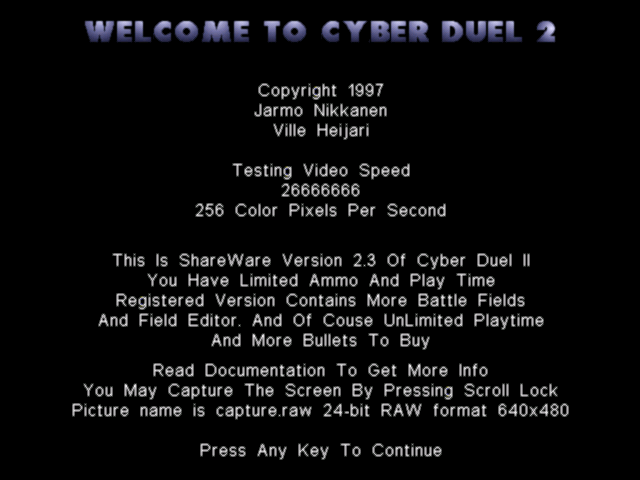 WELCOME TO CYBER DUEL 2
Copyright 1997
Jarmo Nikkanen
Ville Heijari
Testing Video Speed
26666666
256 Color Pixels Per Second
This Is ShareWare Version 2.3 Of Cyber Duel II
You Have Limited Ammo And Play Time
Registered Version Contains More Battle Fields
And Field Editor. And Of Couse UnLimited Playtime
And More Bullets To Buy
Read Documentation To Get More Info
You May Capture The Screen By Pressing Scroll Lock
Picture name is capture.raw 24-bit RAW format 640x480
Press Any Key To Continue